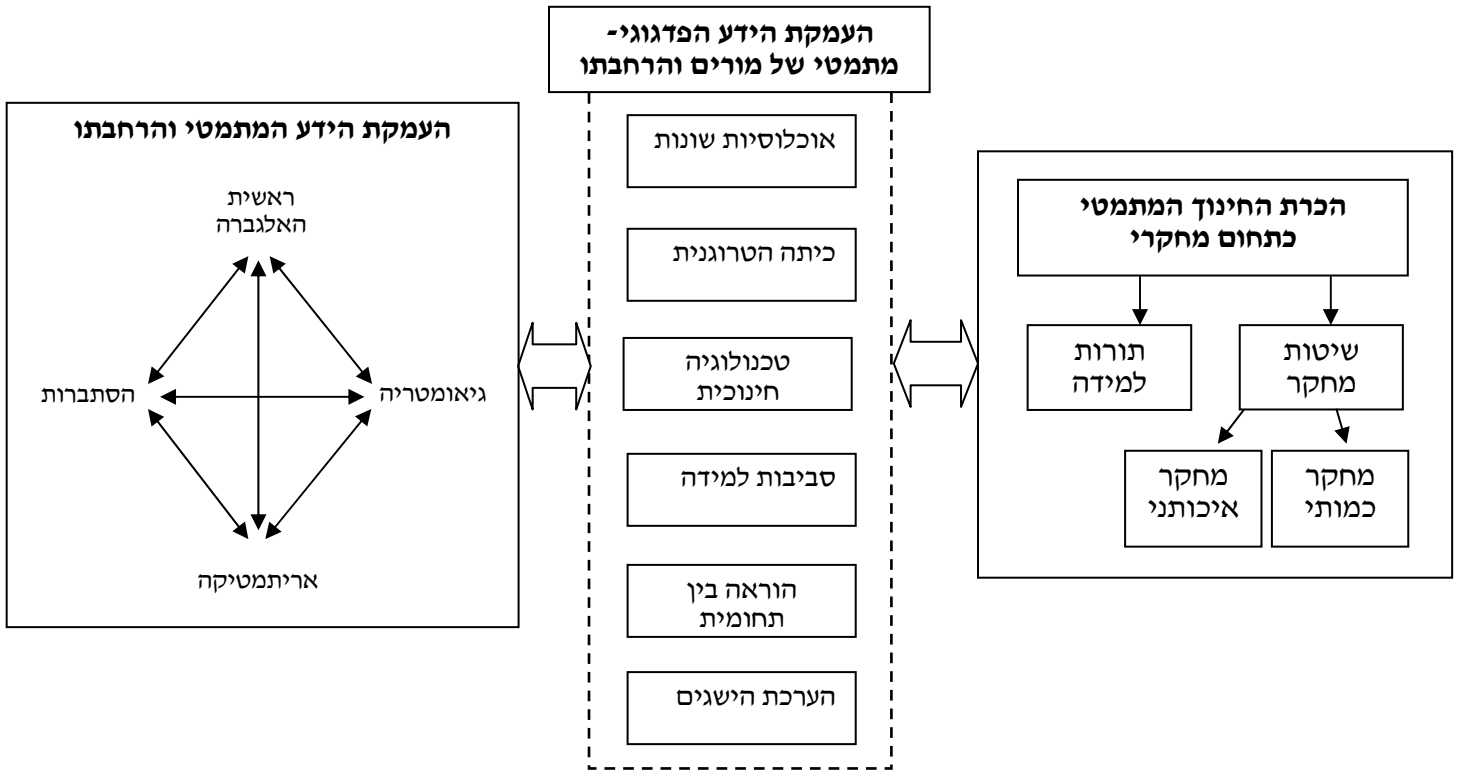 העמקת הידע הפדגוגי-
מתמטי של מורים והרחבתו
הכרת החינוך המתמטי
כתחום מחקרי
שיטות
מחקר
תורות
למידה
מחקר
כמותי
מחקר
איכותני
אוכלוסיות שונות
כיתה הטרוגנית
טכנולוגיה
חינוכית
סביבות למידה
הוראה בין
תחומית
הערכת הישגים
העמקת הידע המתמטי והרחבתו
ראשית
האלגברה
גיאומטריה
הסתברות
אריתמטיקה